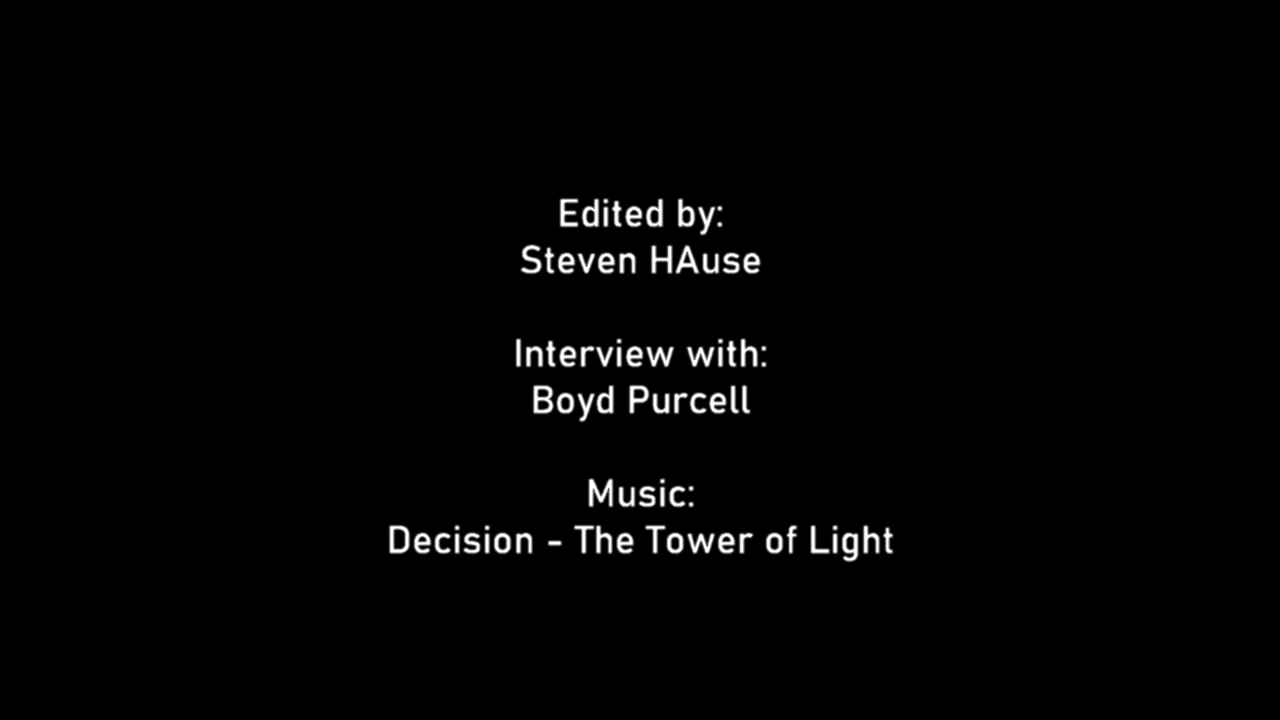 Edited by:
Steven HAuse
Interview with:
Boyd Purcell
Music:
Decision - The Tower of Light